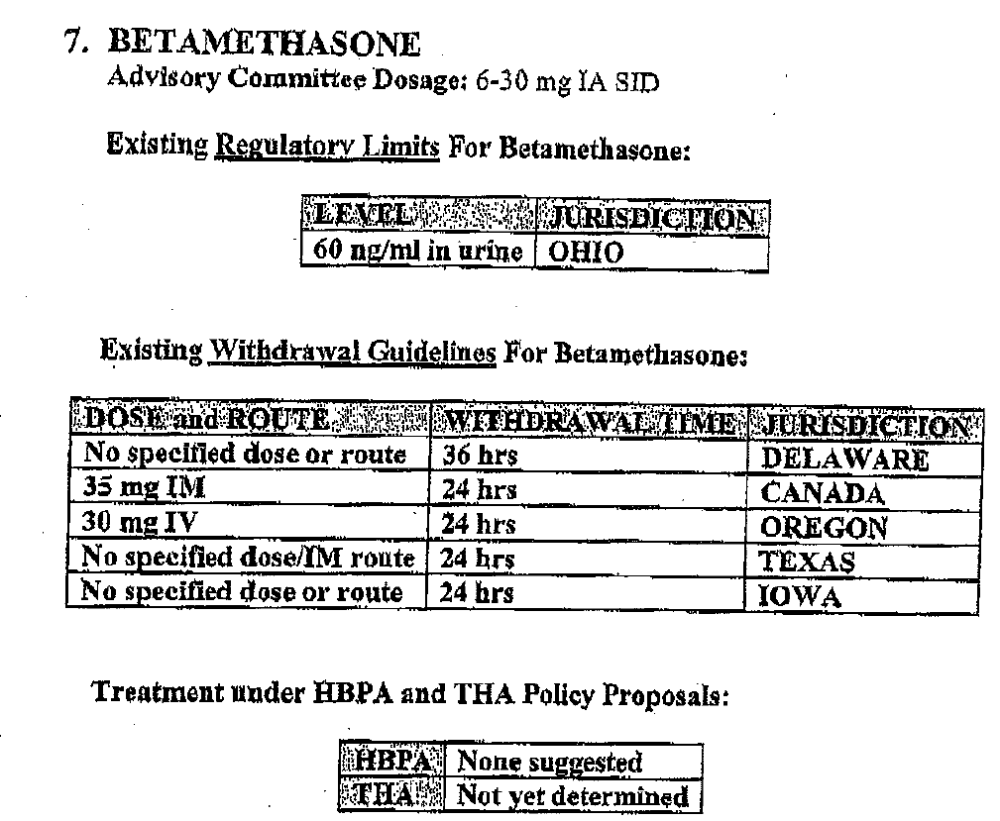 7. BETAMETHASONE
Advisory Committee Dosage: 6-30 mg IA SID
Existing Regulatory Limits For Betamethasone:
LEVEL JURISDICTION
60 ng/ml in urine OHIO
Existing Withdrawal Guidelines For Betamethasone:
DOSE and ROUTE WITHDRAWAL TIME JURISDICTION
No specified dose or route 36 hrs DELAWARE
35 mg IM 24 hrs CANADA
30 mg IV 24 hrs OREGON
No specified dose/IM route 24 hrs TEXAS
No specified dose or route 24 hrs IOWA
Treatment under HBPA and THA Policy Proposals:
HBPA None suggested
THA Not yet determined